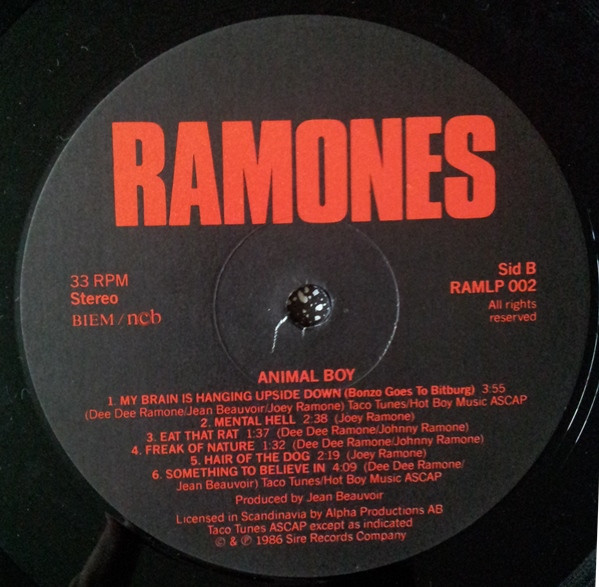 RAMONES
33 RPM
Stereo
BIEM/ncb
Sid B
RAMLP 002
All rights
reserved
ANIMAL BOY
1. MY BRAIN IS HANGING UPSIDE DOWN (Bonzo Goes To Bitburg) 3:55
(Dee Dee Ramone/Jean Beauvoir/Joey Ramone) Taco Tunes/Hot Boy Music ASCAP
2. MENTAL HELL 2:38 (Joey Ramone)
3. EAT THAT RAT 1:37 (Dee Dee Ramone/Johnny Ramone)
4. FREAK OF NATURE 1:32 (Dee Dee Ramone/Johnny Ramone)
5. HAIR OF THE DOG 2:19 (Joey Ramone)
6. SOMETHING TO BELIEVE IN 4:09 (Dee Dee Ramone/
Jean Beauvoir) Taco Tunes/Hot Boy Music ASCAP
Produced by Jean Beauvoir
Licensed in Scandinavia by Alpha Productions AB
Taco Tunes ASCAP except as indicated
© & ℗ 1986 Sire Records Company